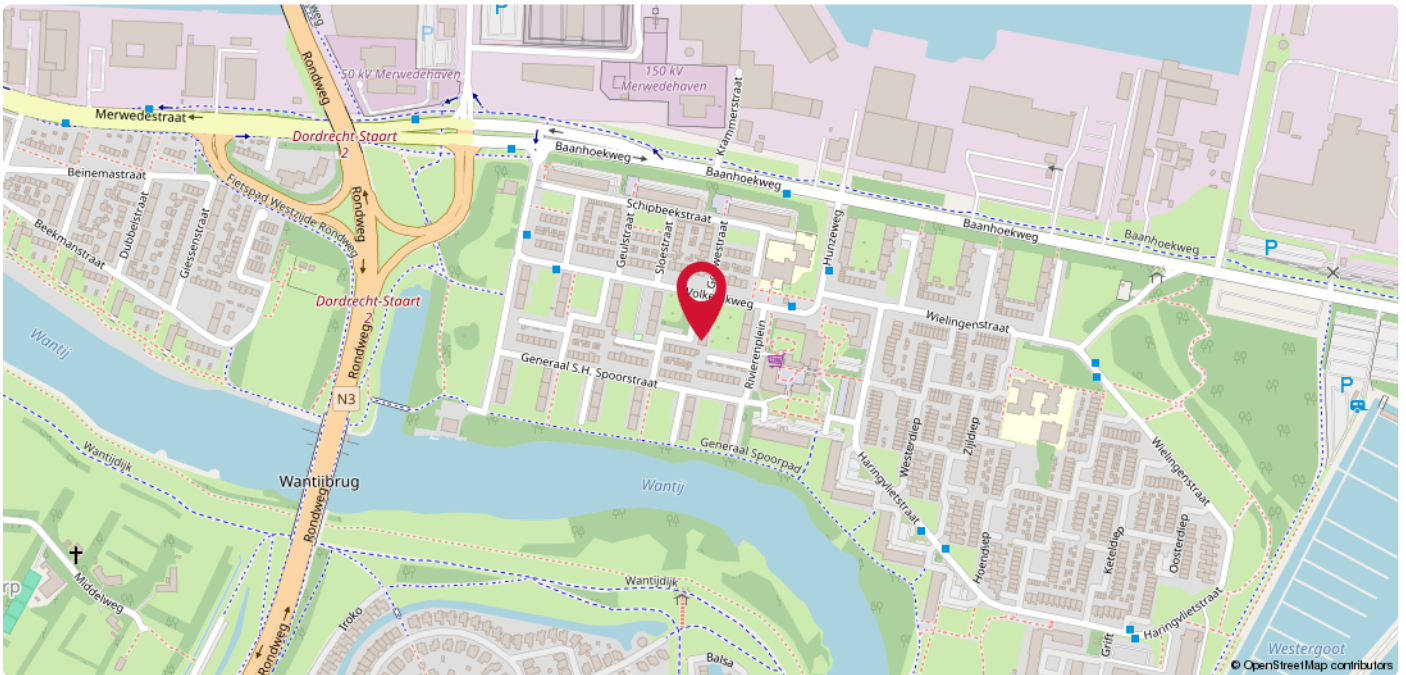 weg
P
P
Rondweg
50 kV Merwedehaven
150 kV
Merwedehaven
Krammerstraat
Merwedestraat
Dordrecht-Staart
2
Baanhoekweg
Baanhoekweg
Baanhoekweg
Baanhoekweg
Beinemastraat
Fietspad Westzijde Rondweg
Rondweg
Schipbeekstraat
Dubbelstraat
Giessenstraat
Beekmanstraat
Geulstraat
Sloestraat
Hunzeweg
P
Dordrecht-Staart
2
Rondweg
Volkerakweg
Wielingenstraat
Wantij
Rivierenplein
Generaal S.H. Spoorstraat
N3
P
Generaal Spoorpad
Westerdiep
Zijldiep
Wielingenstraat
Wantijdijk
Wantijbrug
Wantij
Haringvlietstraat
Rondweg
Hoendiep
Keteldiep
Oosterdiep
Middelweg
Wantijdijk
Iroko
Haringvlietstraat
Grift
Rondweg
Balsa
Westergoot
© OpenStreetMap contributors